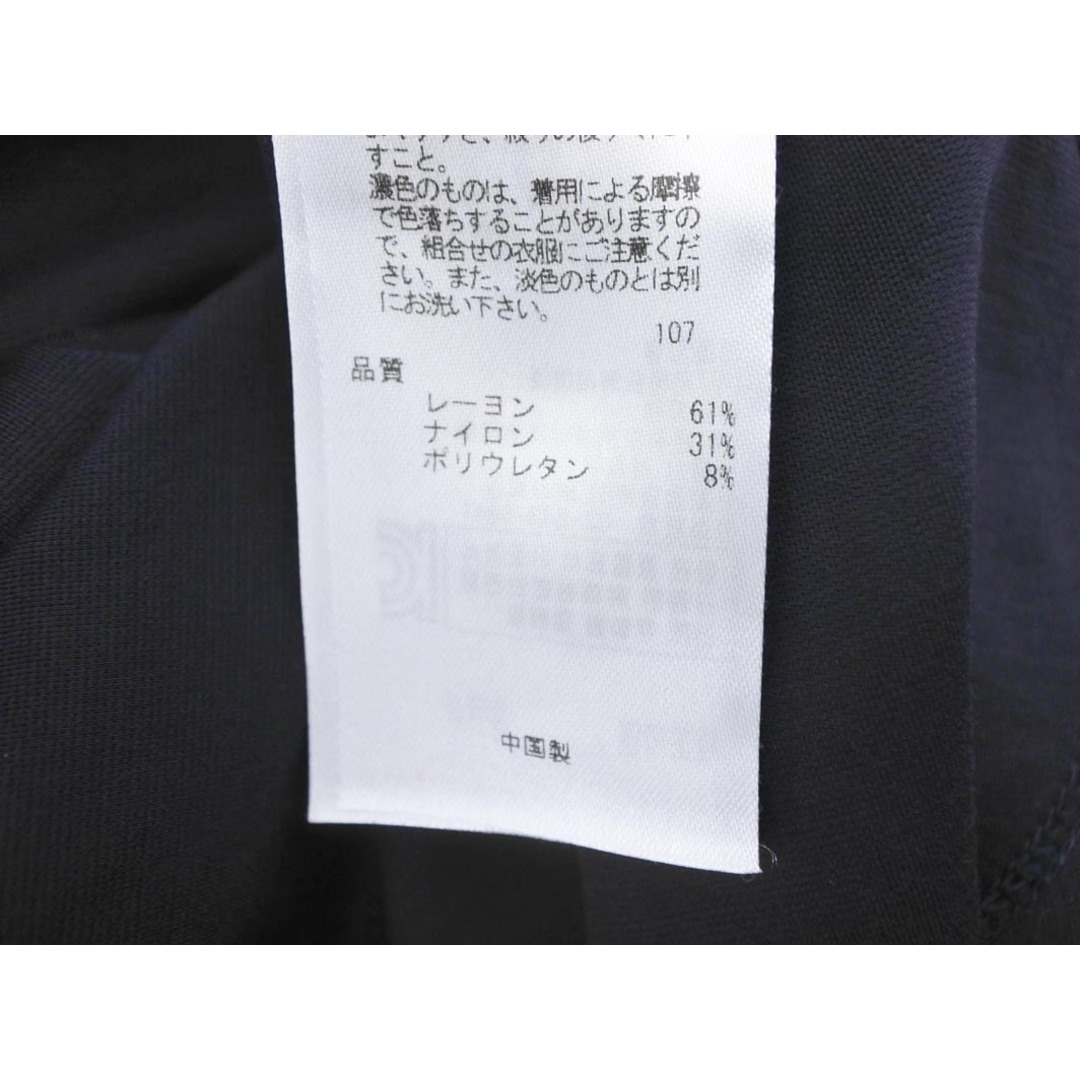 すこと。
濃色のものは、着用による摩擦
で色落ちすることがありますの
で、組合せの衣服にご注意くだ
さい。また、淡色のものとは別
にお洗い下さい。
107
品質
レーヨン 61%
ナイロン 31%
ポリウレタン 8%
中国製